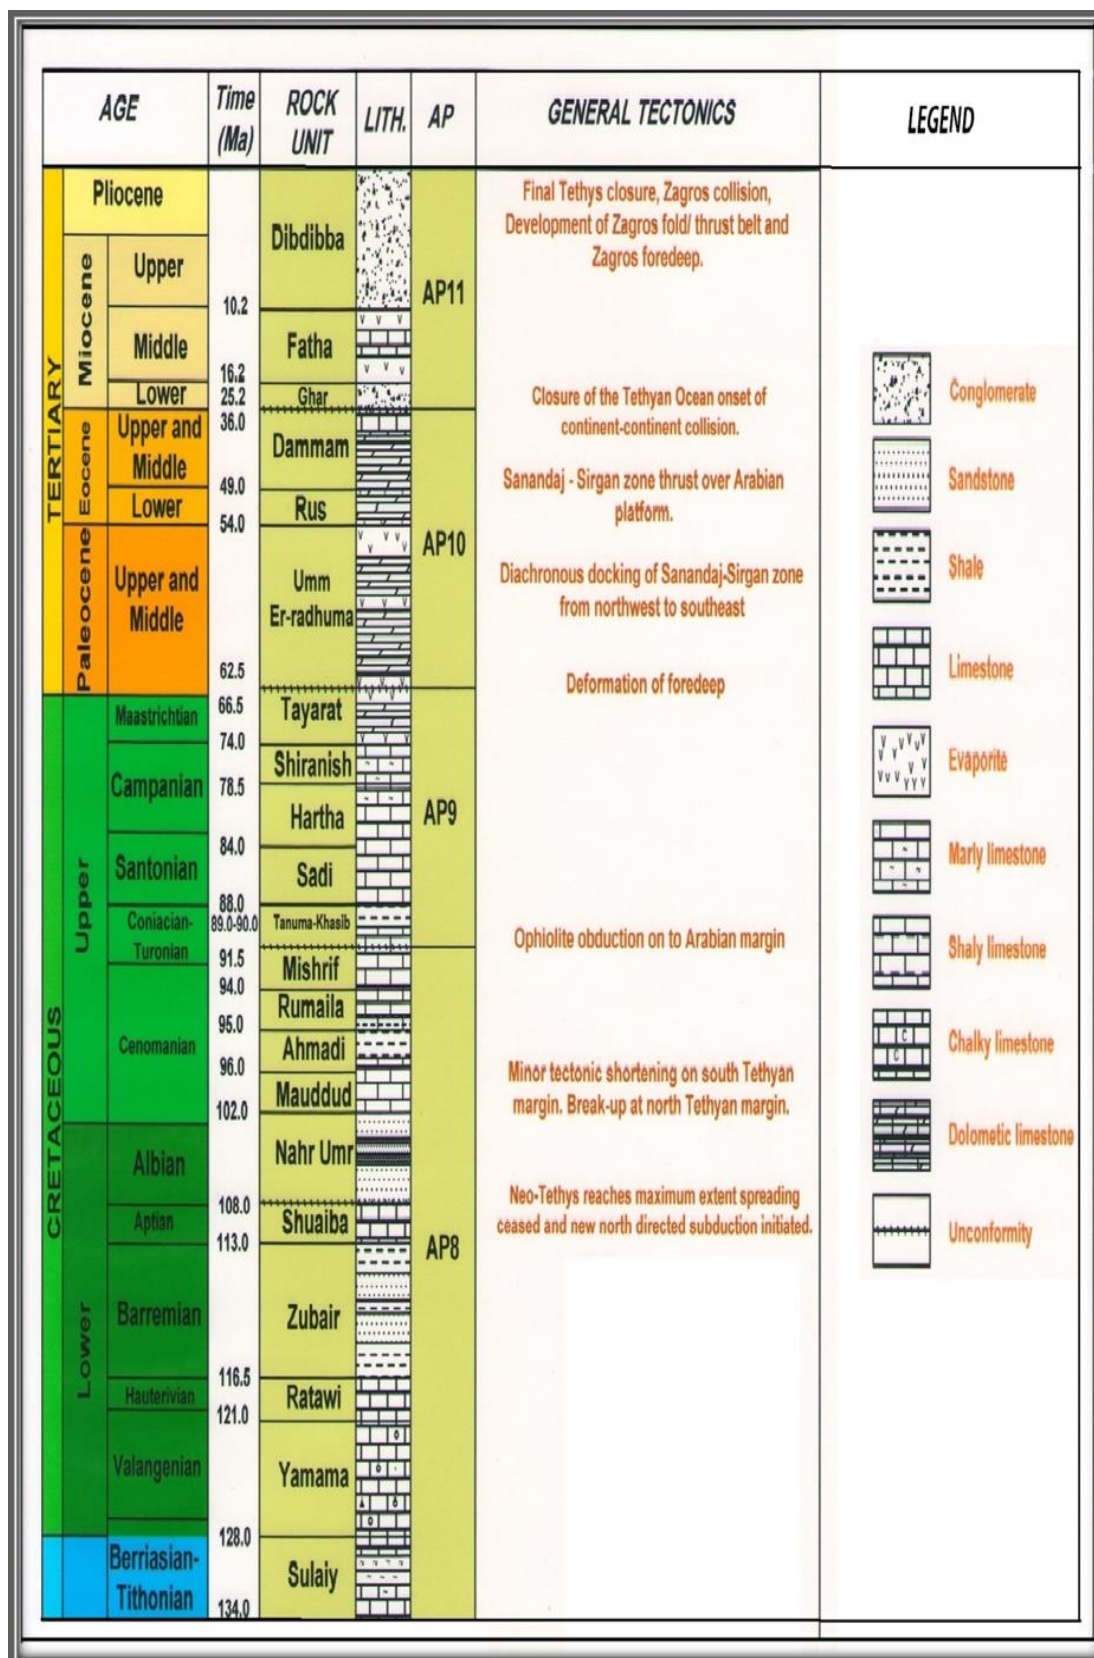 AGE
Time
(Ma)
ROCK
UNIT
LITH.
AP
GENERAL TECTONICS
LEGEND
TERTIARY
CRETACEOUS
Pliocene
Miocene
Upper
Middle
Lower
Eocene
Upper and
Middle
Lower
Paleocene
Upper and
Middle
Upper
Maastrichtian
Campanian
Santonian
Coniacian-
Turonian
Cenomanian
Lower
Albian
Aptian
Barremian
Hauterivian
Valangenian
Berriasian-
Tithonian
10.2
16.2
25.2
36.0
49.0
54.0
62.5
66.5
74.0
78.5
84.0
88.0
89.0-90.0
91.5
94.0
95.0
96.0
102.0
108.0
113.0
116.5
121.0
128.0
134.0
Dibdibba
Fatha
Ghar
Dammam
Rus
Umm
Er-radhuma
Tayarat
Shiranish
Hartha
Sadi
Tanuma-Khasib
Mishrif
Rumaila
Ahmadi
Mauddud
Nahr Umr
Shuaiba
Zubair
Ratawi
Yamama
Sulaiy
AP11
AP10
AP9
AP8
Final Tethys closure, Zagros collision,
Development of Zagros fold/ thrust belt and
Zagros foredeep.
Closure of the Tethyan Ocean onset of
continent-continent collision.
Sanandaj - Sirgan zone thrust over Arabian
platform.
Diachronous docking of Sanandaj-Sirgan zone
from northwest to southeast
Deformation of foredeep
Ophiolite obduction on to Arabian margin
Minor tectonic shortening on south Tethyan
margin. Break-up at north Tethyan margin.
Neo-Tethys reaches maximum extent spreading
ceased and new north directed subduction initiated.
Conglomerate
Sandstone
Shale
Limestone
Evaporite
Marly limestone
Shaly limestone
Chalky limestone
Dolometic limestone
Unconformity